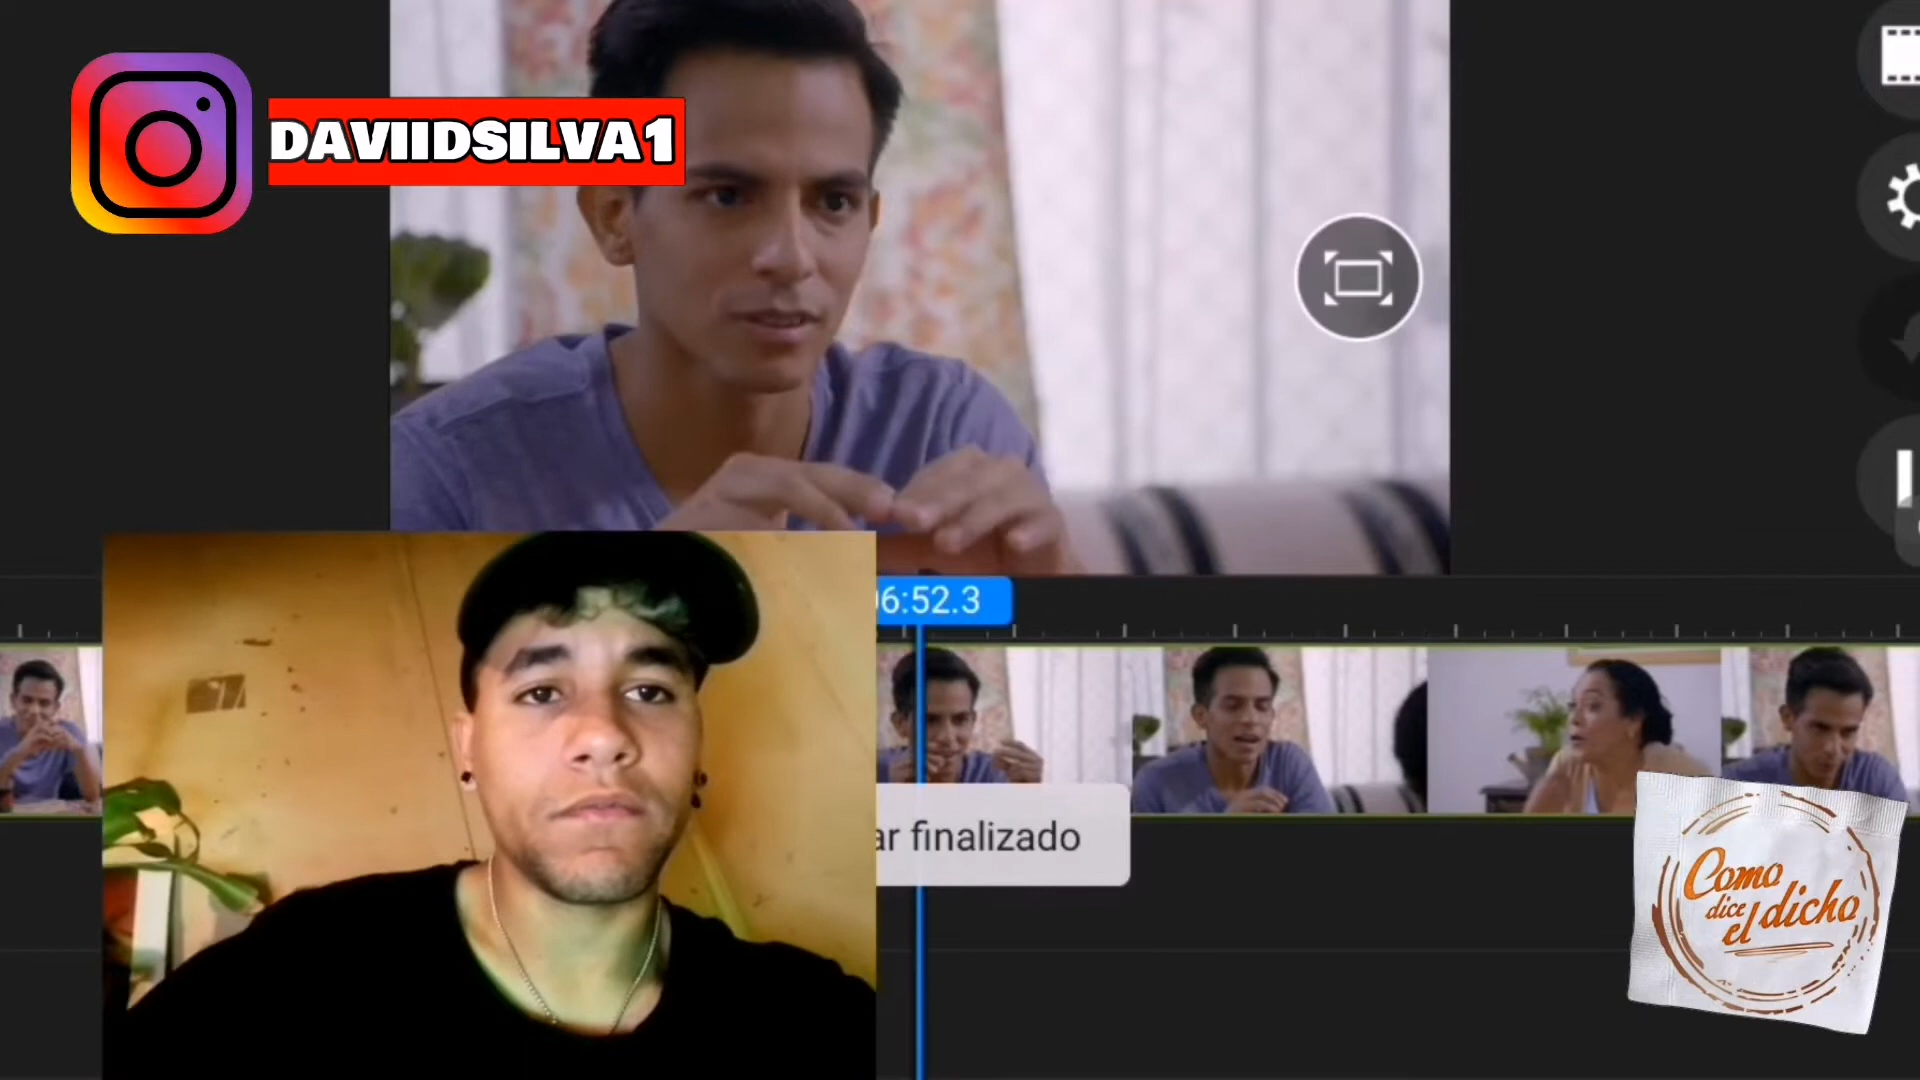 DAVIIDSILVA1
6:52.3
ar finalizado
Como
dice
el dicho